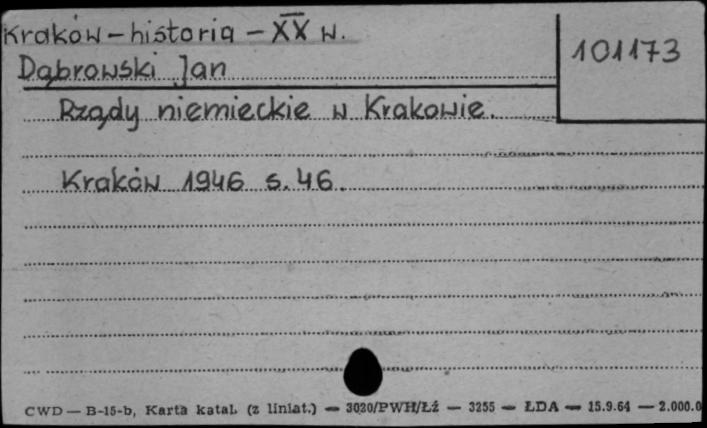 Kraków – historia – XX w.
101173
Dąbrowski Jan
Rządy niemieckie w Krakowie.
Kraków 1946 s. 46.
CWD — B-15-b, Karta katal. (z liniat.) — 3020/PWH/Łź — 3255 — ŁDA — 15.9.64 — 2.000.0